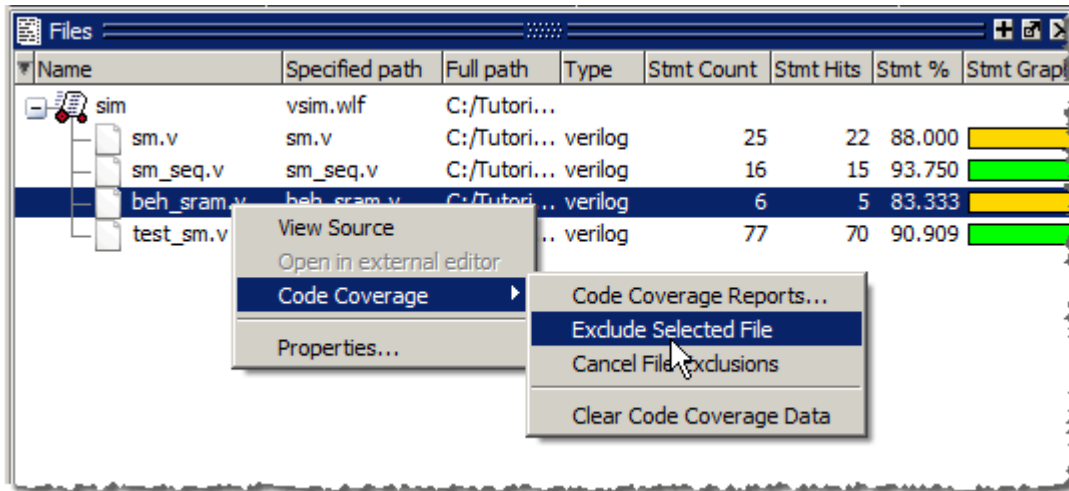 Files
Name Specified path Full path Type Stmt Count Stmt Hits Stmt % Stmt Grap
sim vsim.wlf C:/Tutori...
sm.v sm.v C:/Tutori... verilog 25 22 88.000
sm_seq.v sm_seq.v C:/Tutori... verilog 16 15 93.750
beh_sram.v beh_sram.v C:/Tutori... verilog 6 5 83.333
test_sm.v .. verilog 77 70 90.909
View Source
Open in external editor
Code Coverage
Properties...
Code Coverage Reports...
Exclude Selected File
Cancel File Exclusions
Clear Code Coverage Data